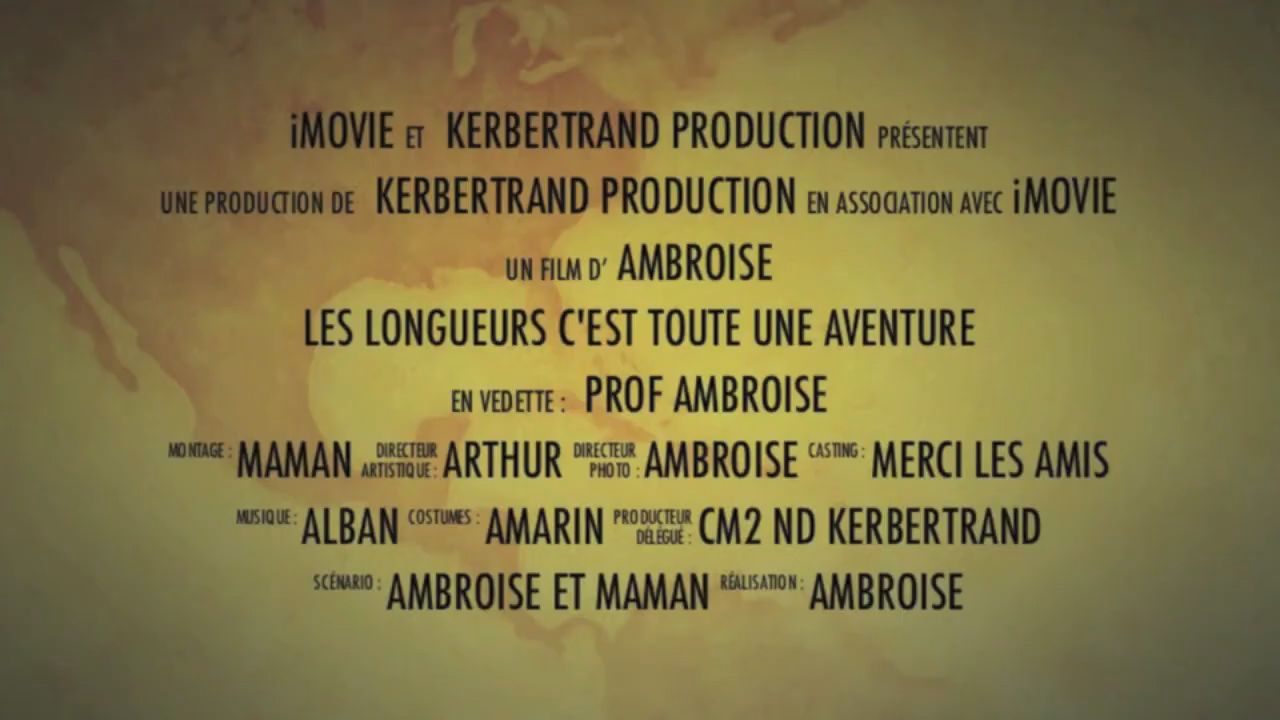 iMOVIE ET KERBERTRAND PRODUCTION PRÉSENTENT
UNE PRODUCTION DE KERBERTRAND PRODUCTION EN ASSOCIATION AVEC iMOVIE
UN FILM D' AMBROISE
LES LONGUEURS C'EST TOUTE UNE AVENTURE
EN VEDETTE : PROF AMBROISE
MONTAGE : MAMAN DIRECTEUR ARTISTIQUE : ARTHUR DIRECTEUR PHOTO : AMBROISE CASTING : MERCI LES AMIS
MUSIQUE : ALBAN COSTUMES : AMARIN PRODUCTEUR DÉLÉGUÉ : CM2 ND KERBERTRAND
SCÉNARIO : AMBROISE ET MAMAN RÉALISATION : AMBROISE